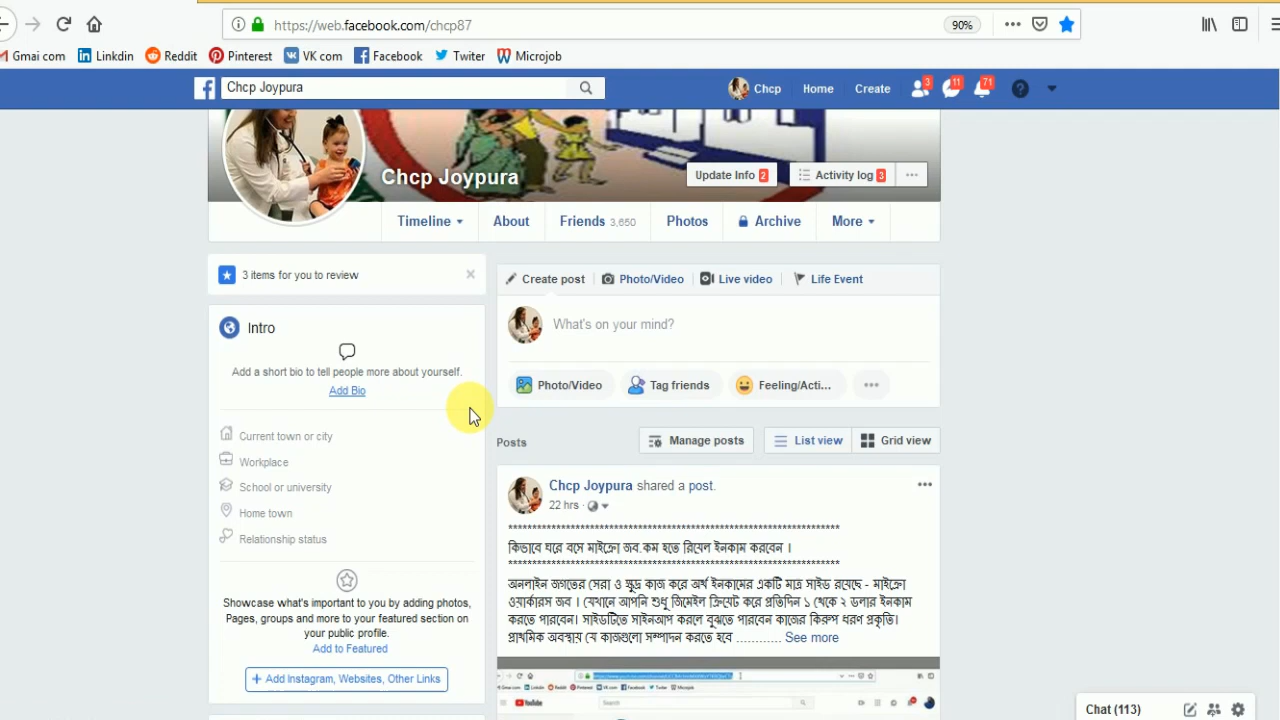 https://web.facebook.com/chcp87
90%
Gmai com
Linkdin
Reddit
Pinterest
VK com
Facebook
Twiter
Microjob
Chcp Joypura
Chcp
Home
Create
3
11
71
Chcp Joypura
Update Info 2
Activity log 3
Timeline
About
Friends 3,650
Photos
Archive
More
3 items for you to review
Create post
Photo/Video
Live video
Life Event
Intro
What's on your mind?
Add a short bio to tell people more about yourself.
Add Bio
Photo/Video
Tag friends
Feeling/Acti...
Current town or city
Workplace
School or university
Home town
Relationship status
Posts
Manage posts
List view
Grid view
Chcp Joypura shared a post.
22 hrs
**********************************************************************
কিভাবে ঘরে বসে মাইক্রো জব.কম হতে রিয়েল ইনকাম করবেন ।
**********************************************************************
অনলাইন জগতের সেরা ও ক্ষুদ্র কাজ করে অর্থ ইনকামের একটি মাত্র সাইড রয়েছে - মাইক্রো
ওয়ার্কারস জব । যেখানে আপনি শুধু জিমেইল ক্রিয়েট করে প্রতিদিন ১ থেকে ২ ডলার ইনকাম
করতে পারবেন। সাইডটিতে সাইনআপ করলে বুঝতে পারবেন কাজের কিরুপ ধরণ প্রকৃতি।
প্রাথমিক অবস্থায় যে কাজগুলো সম্পাদন করতে হবে ............ See more
Showcase what's important to you by adding photos,
Pages, groups and more to your featured section on
your public profile.
Add to Featured
+ Add Instagram, Websites, Other Links
YouTube
Search
Chat (113)